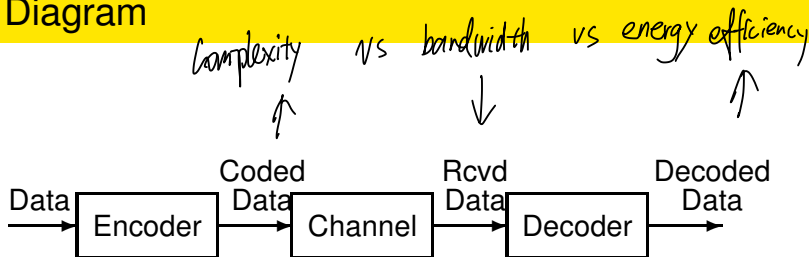 Diagram
Complexity vs bandwidth vs energy efficiency
Coded Rcvd Decoded
Data Data Data Data
Encoder Channel Decoder